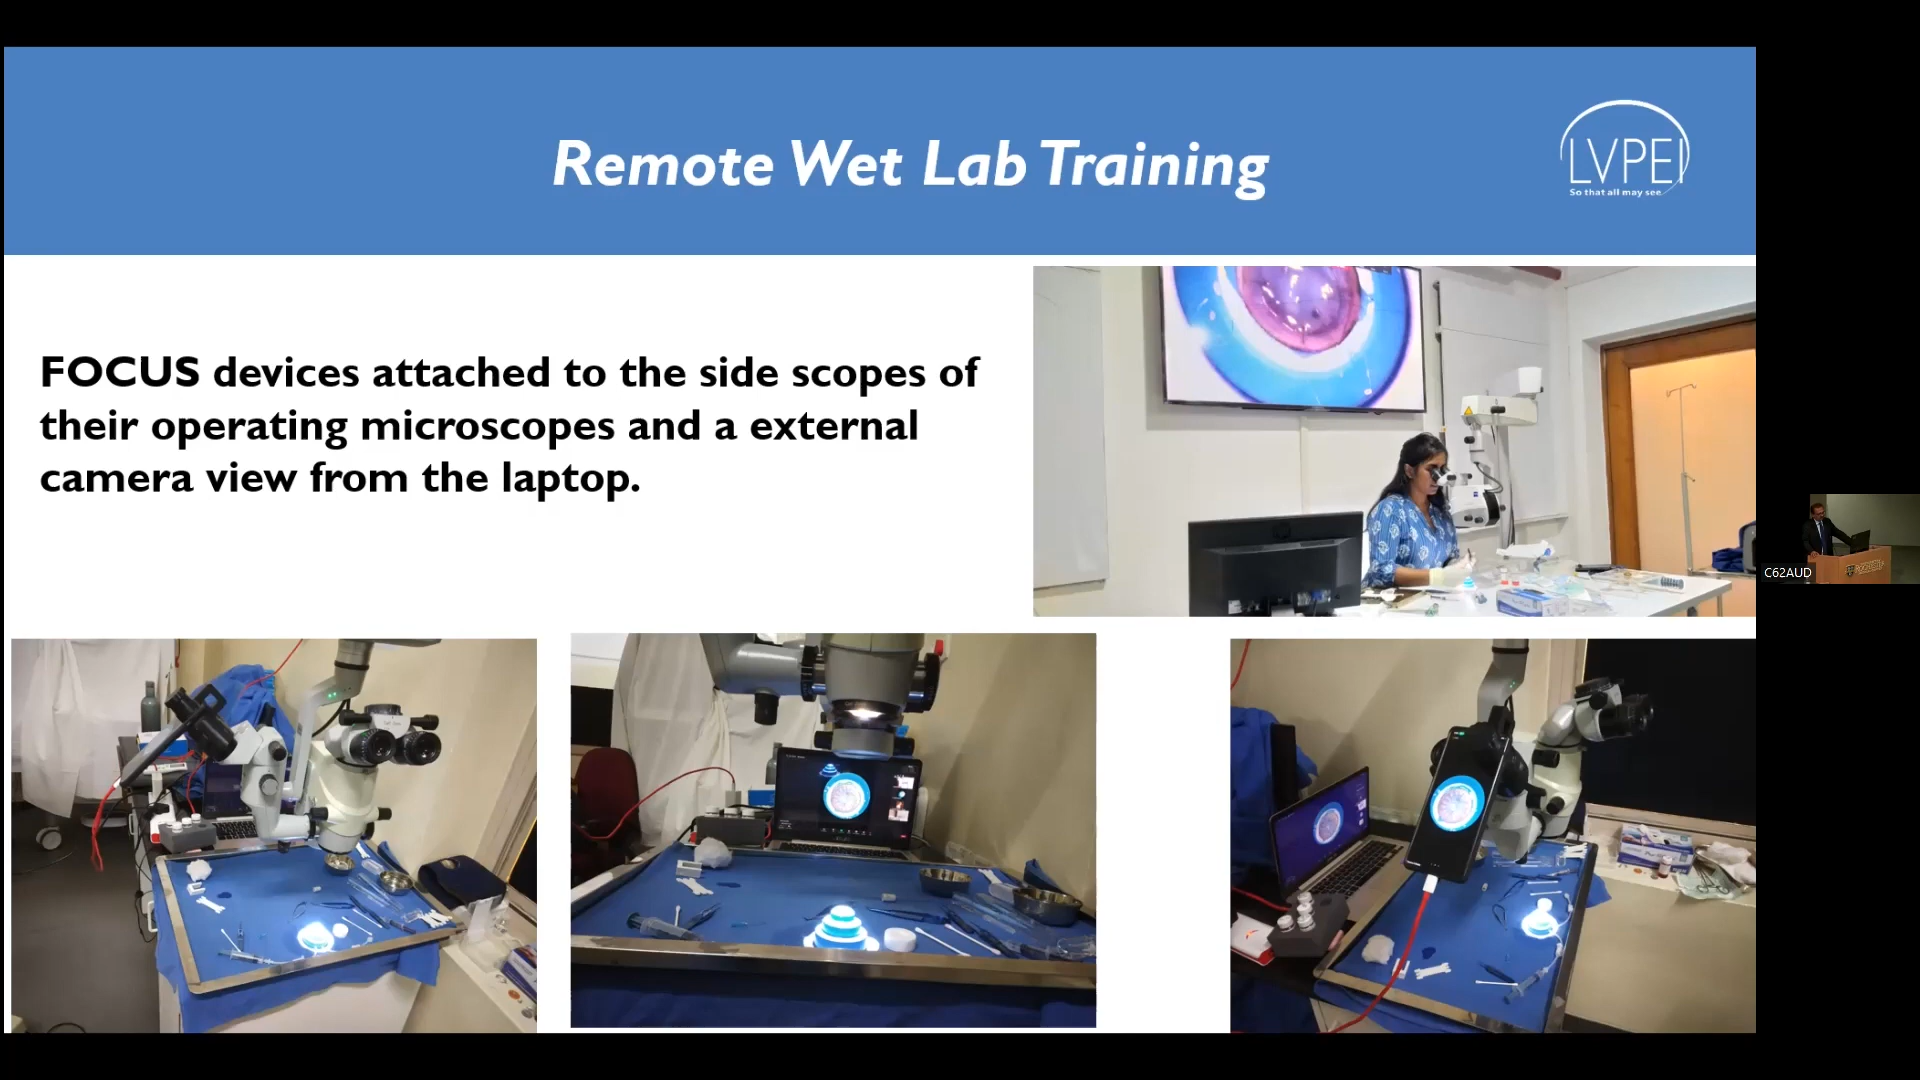 Remote Wet Lab Training
LVPEI
So that all may see
FOCUS devices attached to the side scopes of
their operating microscopes and a external
camera view from the laptop.
C62AUD